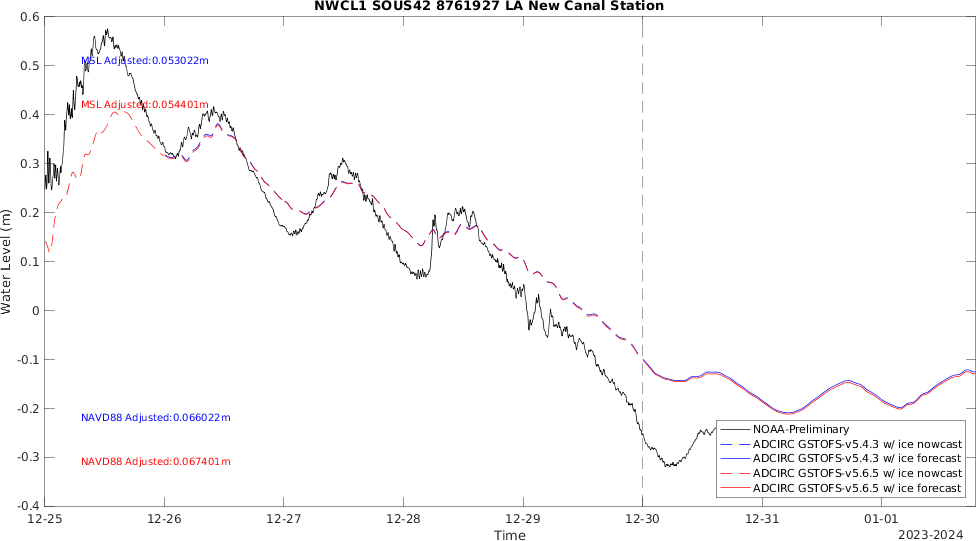 NWCL1 SOUS42 8761927 LA New Canal Station
0.6
0.5
0.4
0.3
0.2
0.1
0
-0.1
-0.2
-0.3
-0.4
Water Level (m)
MSL Adjusted:0.053022m
MSL Adjusted:0.054401m
NAVD88 Adjusted:0.066022m
NAVD88 Adjusted:0.067401m
NOAA-Preliminary
ADCIRC GSTOFS-v5.4.3 w/ ice nowcast
ADCIRC GSTOFS-v5.4.3 w/ ice forecast
ADCIRC GSTOFS-v5.6.5 w/ ice nowcast
ADCIRC GSTOFS-v5.6.5 w/ ice forecast
12-25 12-26 12-27 12-28 12-29 12-30 12-31 01-01
Time
2023-2024